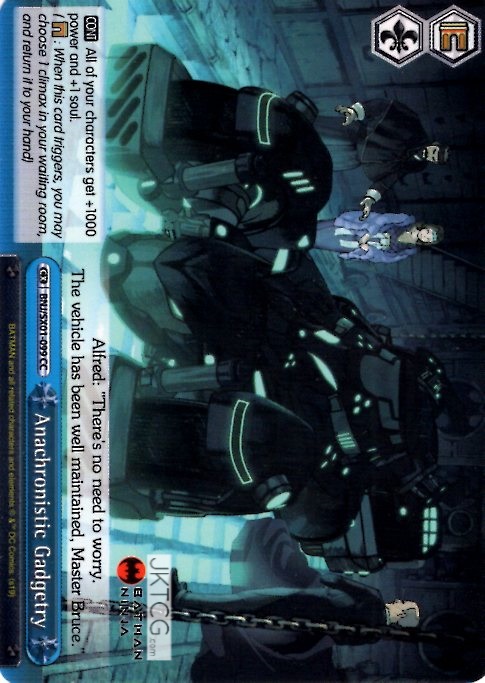 [CONT] All of your characters get +1000
power and +1 soul.
( : When this card triggers, you may
choose 1 climax in your waiting room,
and return it to your hand)
Alfred: "There's no need to worry.
The vehicle has been well maintained, Master Bruce."
BATMAN
NINJA
JKTCG.com
CX
BNJ/SX01-099 CC
Anachronistic Gadgetry
BATMAN and all related characters and elements © & ™ DC Comics. (s19)